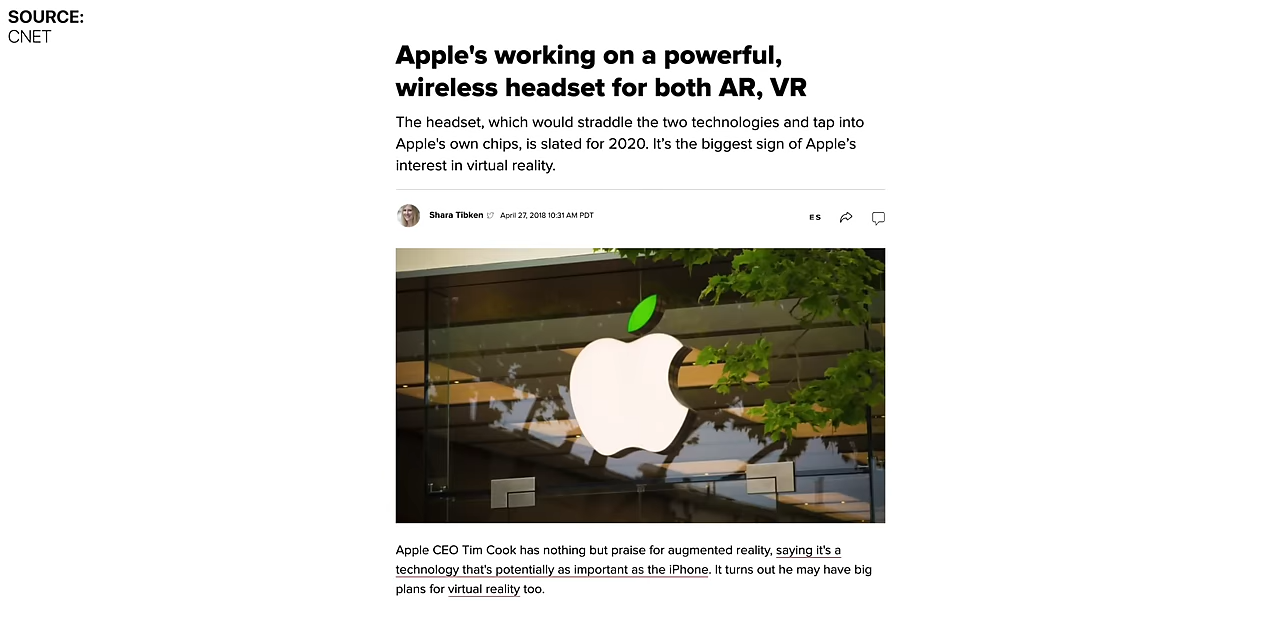 SOURCE:
CNET
Apple's working on a powerful,
wireless headset for both AR, VR
The headset, which would straddle the two technologies and tap into
Apple's own chips, is slated for 2020. It's the biggest sign of Apple's
interest in virtual reality.
Shara Tibken April 27, 2018 10:31 AM PDT
ES
Apple CEO Tim Cook has nothing but praise for augmented reality, saying it's a
technology that's potentially as important as the iPhone. It turns out he may have big
plans for virtual reality too.